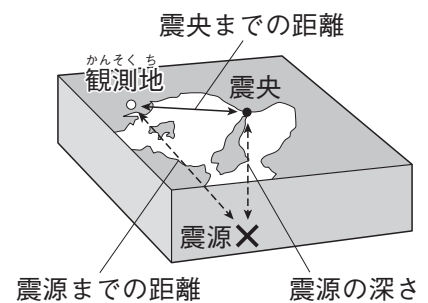 震央までの距離
かんそく ち
観測地
震央
震源
震源までの距離
震源の深さ